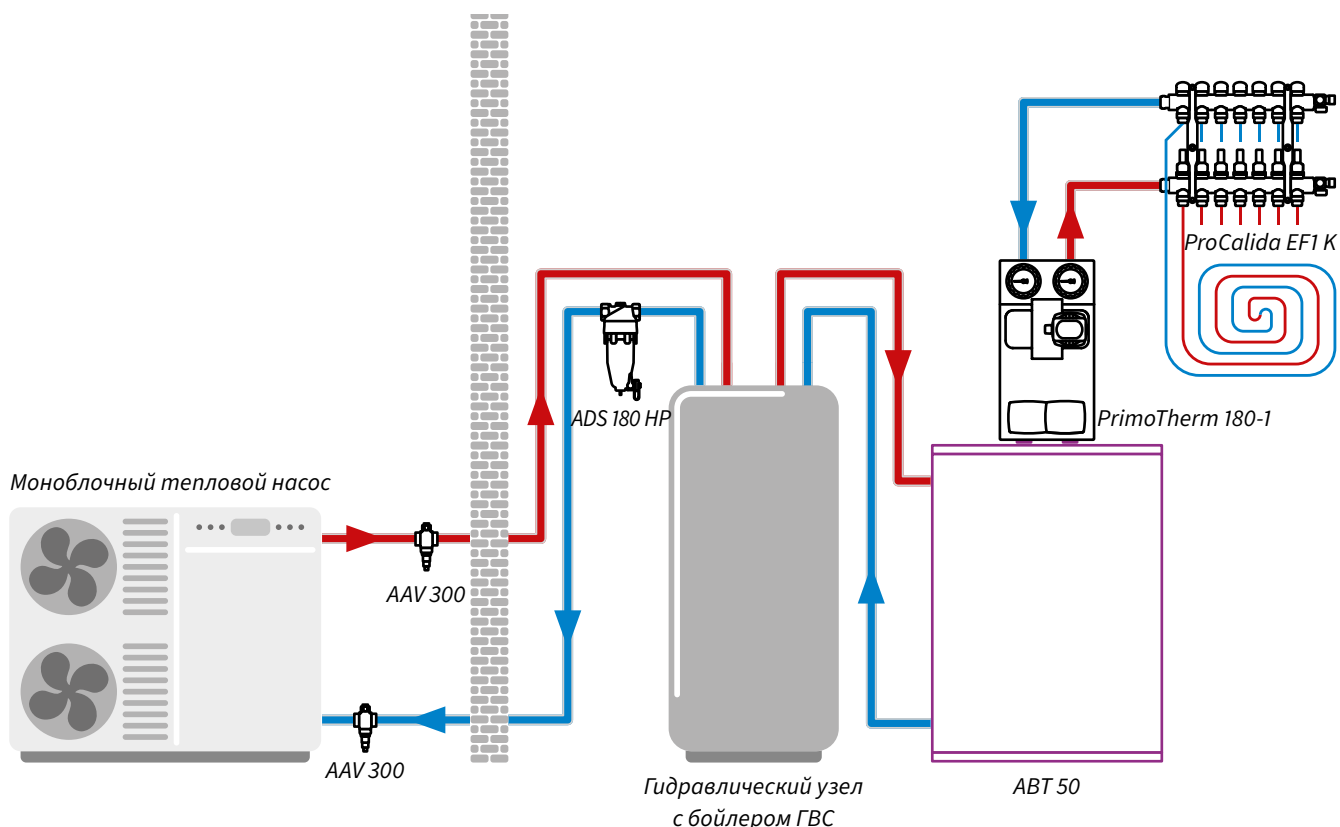 ProCalida EF1 K
ADS 180 HP
PrimoTherm 180-1
Моноблочный тепловой насос
AAV 300
AAV 300
Гидравлический узел
с бойлером ГВС
ABT 50